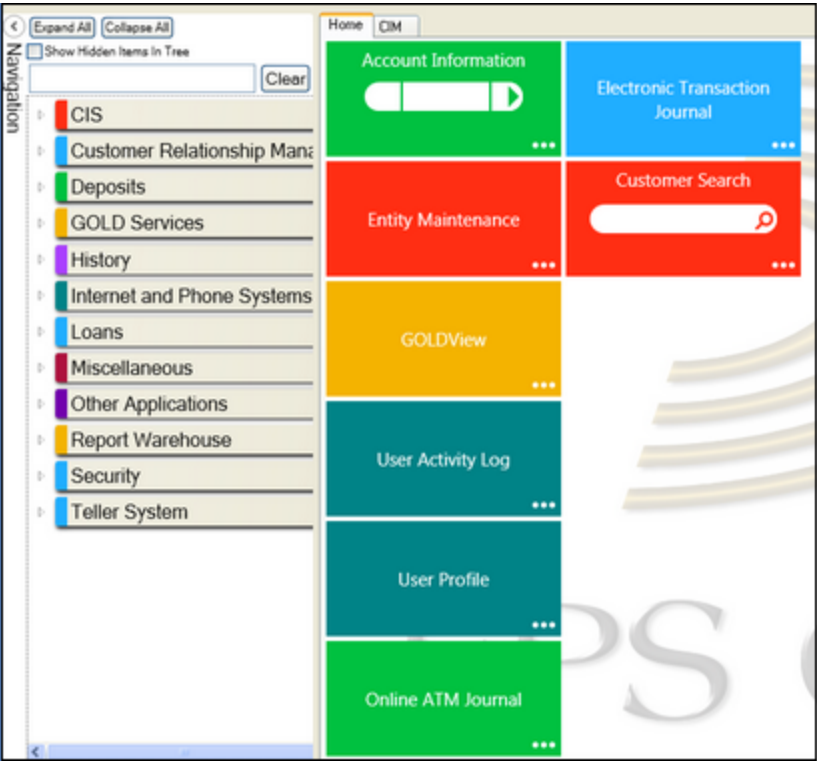 Expand All Collapse All
Show Hidden Items In Tree
Clear
Navigation
CIS
Customer Relationship Mana
Deposits
GOLD Services
History
Internet and Phone Systems
Loans
Miscellaneous
Other Applications
Report Warehouse
Security
Teller System
Home CIM
Account Information
Electronic Transaction
Journal
Entity Maintenance
Customer Search
GOLDView
User Activity Log
User Profile
Online ATM Journal
PS